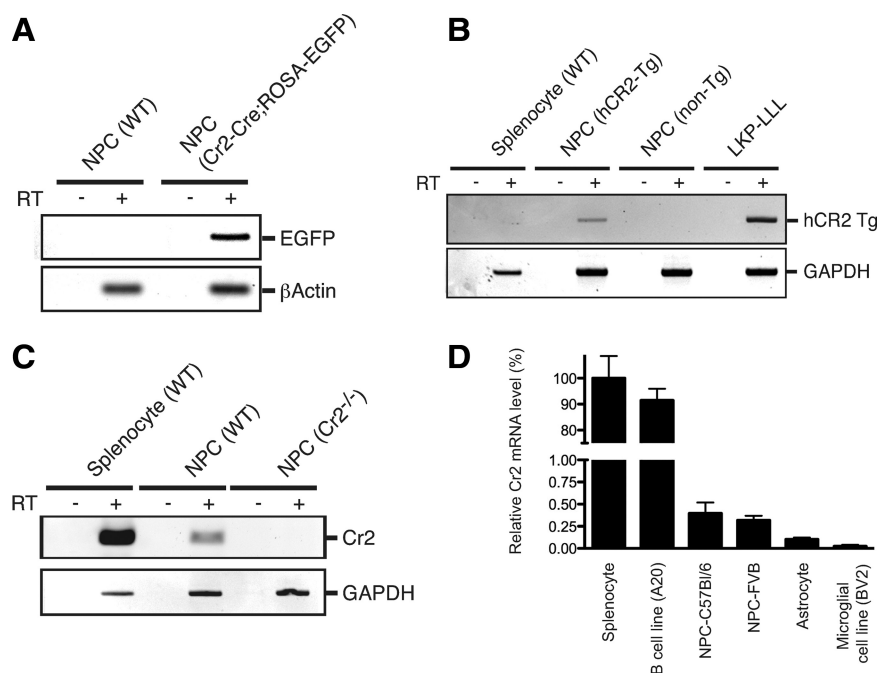 A
NPC (WT)
NPC
(Cr2-Cre;ROSA-EGFP)
RT - + - +
EGFP
βActin
B
Splenocyte (WT)
NPC (hCR2-Tg)
NPC (non-Tg)
LKP-LLL
RT - + - + - + - +
hCR2 Tg
GAPDH
C
Splenocyte (WT)
NPC (WT)
NPC (Cr2-/-)
RT - + - + - +
Cr2
GAPDH
D
Relative Cr2 mRNA level (%)
100
90
80
1.00
0.75
0.50
0.25
0.00
Splenocyte
B cell line (A20)
NPC-C57Bl/6
NPC-FVB
Astrocyte
Microglial
cell line (BV2)